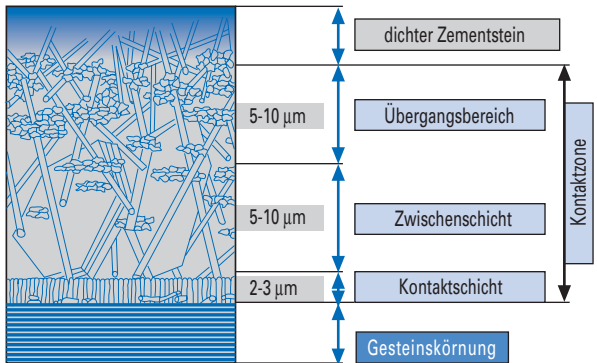 dichter Zementstein
5-10 µm
Übergangsbereich
Kontaktzone
5-10 µm
Zwischenschicht
2-3 µm
Kontaktschicht
Gesteinskörnung